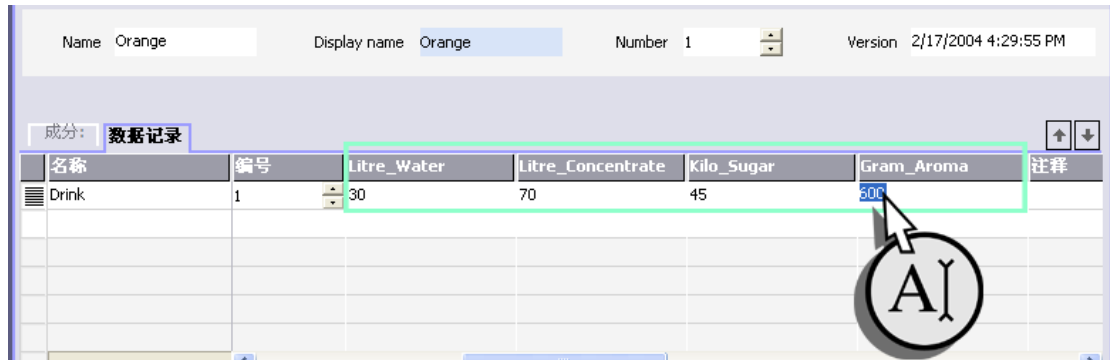 Name Orange Display name Orange Number 1 Version 2/17/2004 4:29:55 PM
成分: 数据记录
名称 编号 Litre_Water Litre_Concentrate Kilo_Sugar Gram_Aroma 注释
Drink 1 30 70 45 600
A